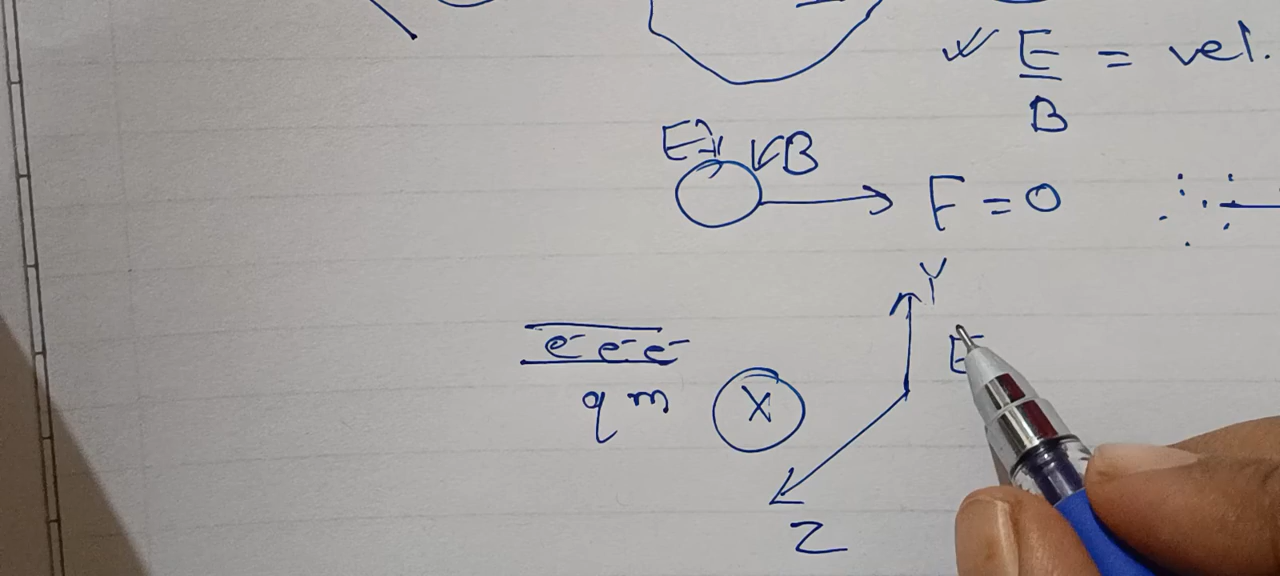 E = vel.
B
E B
F = 0
Y
e⁻ e⁻ e⁻
E
q m X
Z